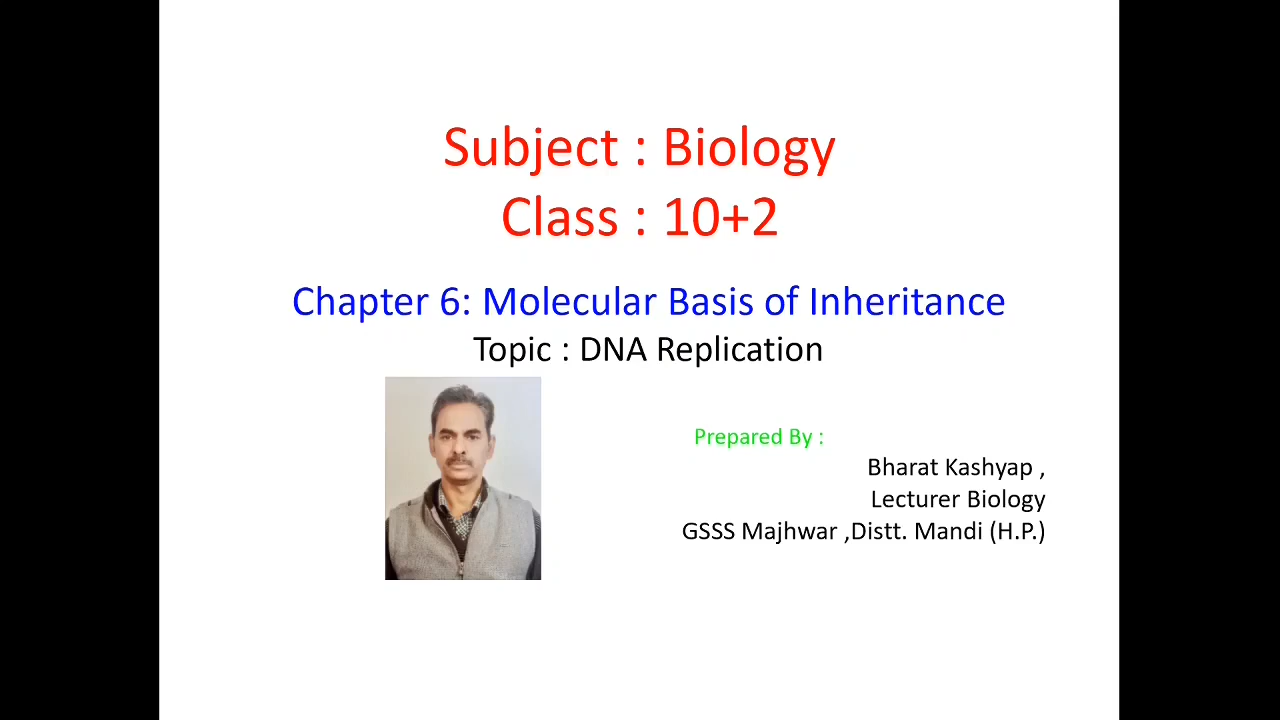 Subject : Biology
Class : 10+2
Chapter 6: Molecular Basis of Inheritance
Topic : DNA Replication
Prepared By :
Bharat Kashyap ,
Lecturer Biology
GSSS Majhwar ,Distt. Mandi (H.P.)